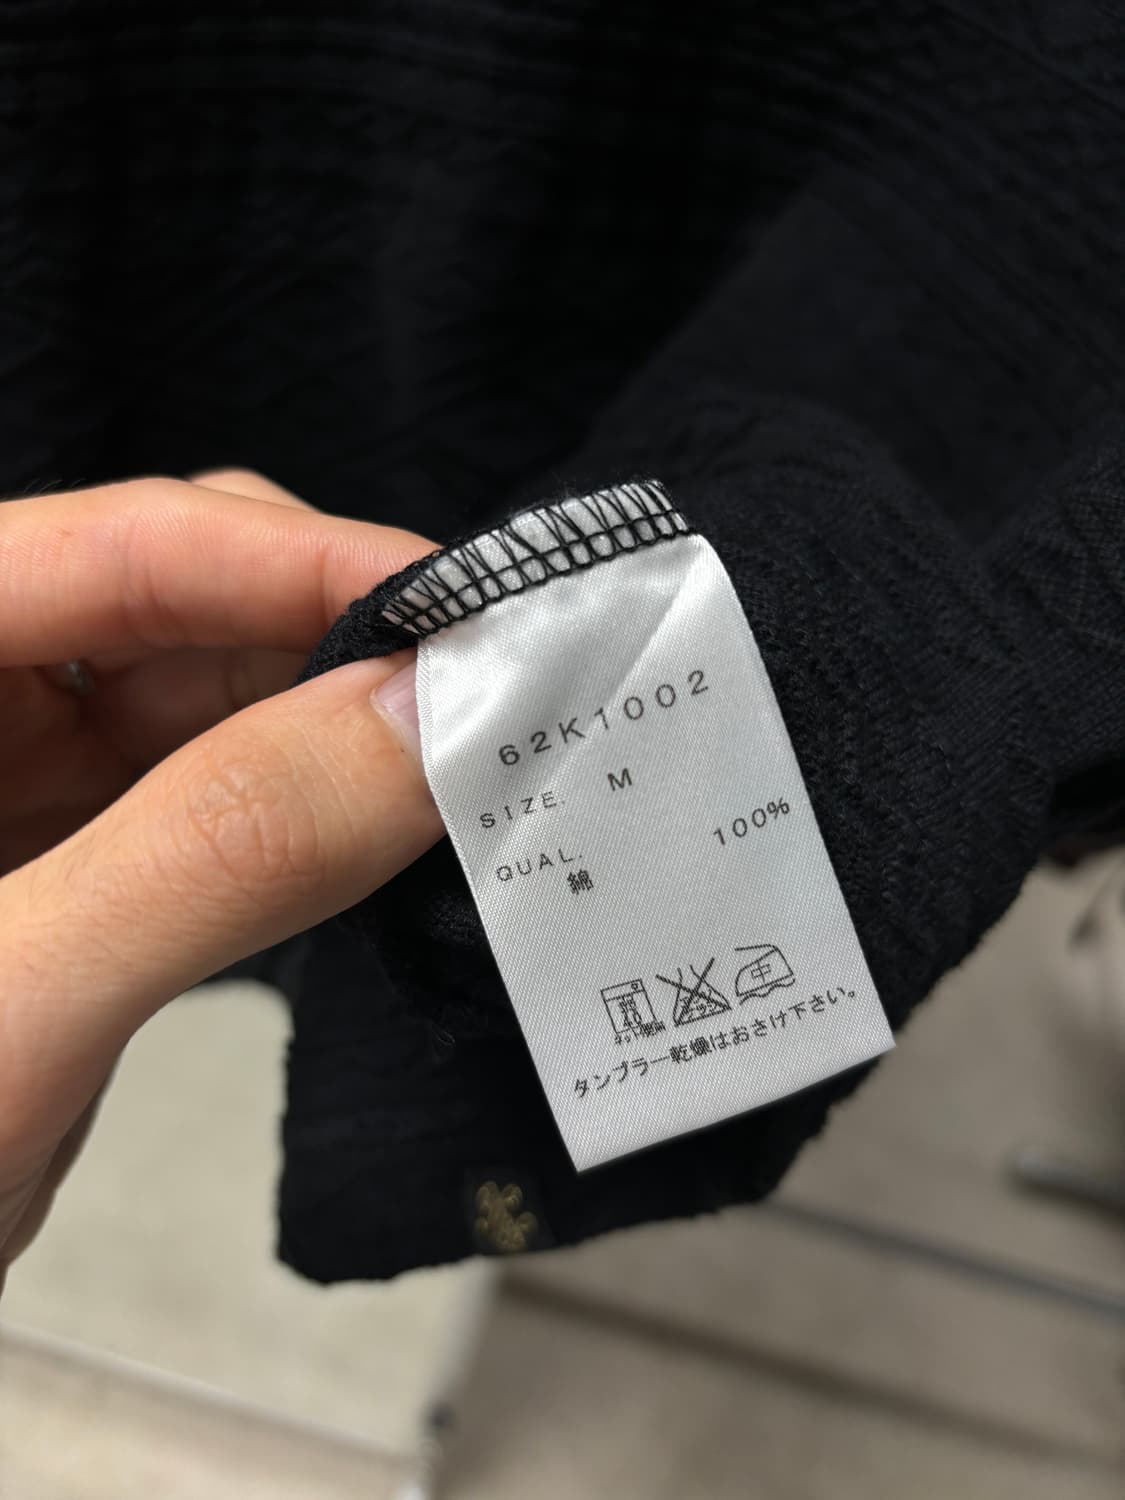 62K1002
SIZE. M
QUAL.
綿 100%
中
タンブラー乾燥はおさけ下さい。